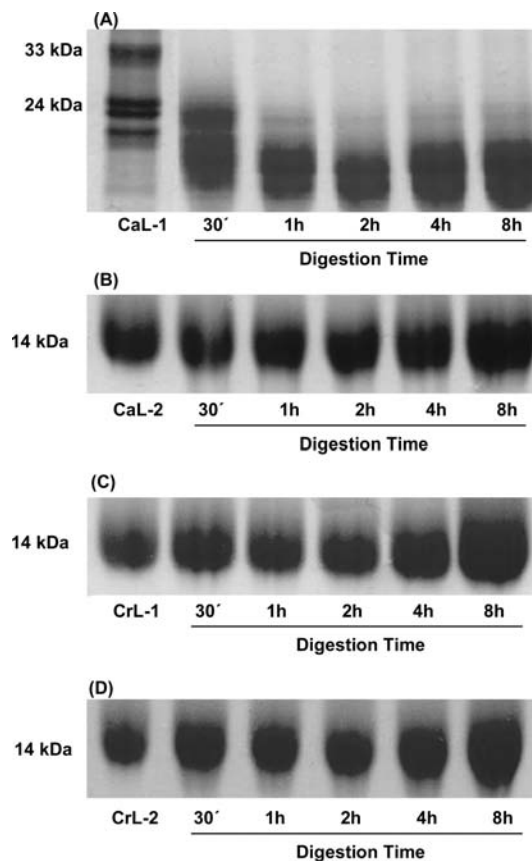 (A)
33 kDa
24 kDa
CaL-1 30´ 1h 2h 4h 8h
Digestion Time
(B)
14 kDa
CaL-2 30´ 1h 2h 4h 8h
Digestion Time
(C)
14 kDa
CrL-1 30´ 1h 2h 4h 8h
Digestion Time
(D)
14 kDa
CrL-2 30´ 1h 2h 4h 8h
Digestion Time